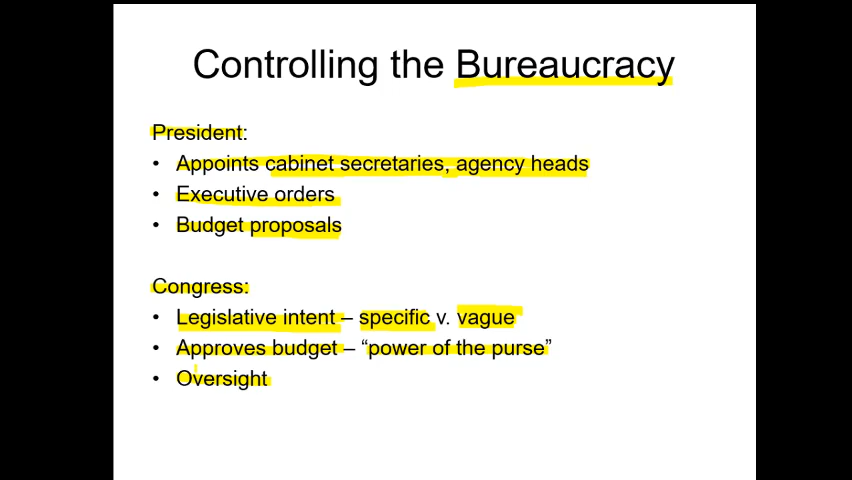 Controlling the Bureaucracy
President:
• Appoints cabinet secretaries, agency heads
• Executive orders
• Budget proposals
Congress:
• Legislative intent – specific v. vague
• Approves budget – “power of the purse”
• Oversight